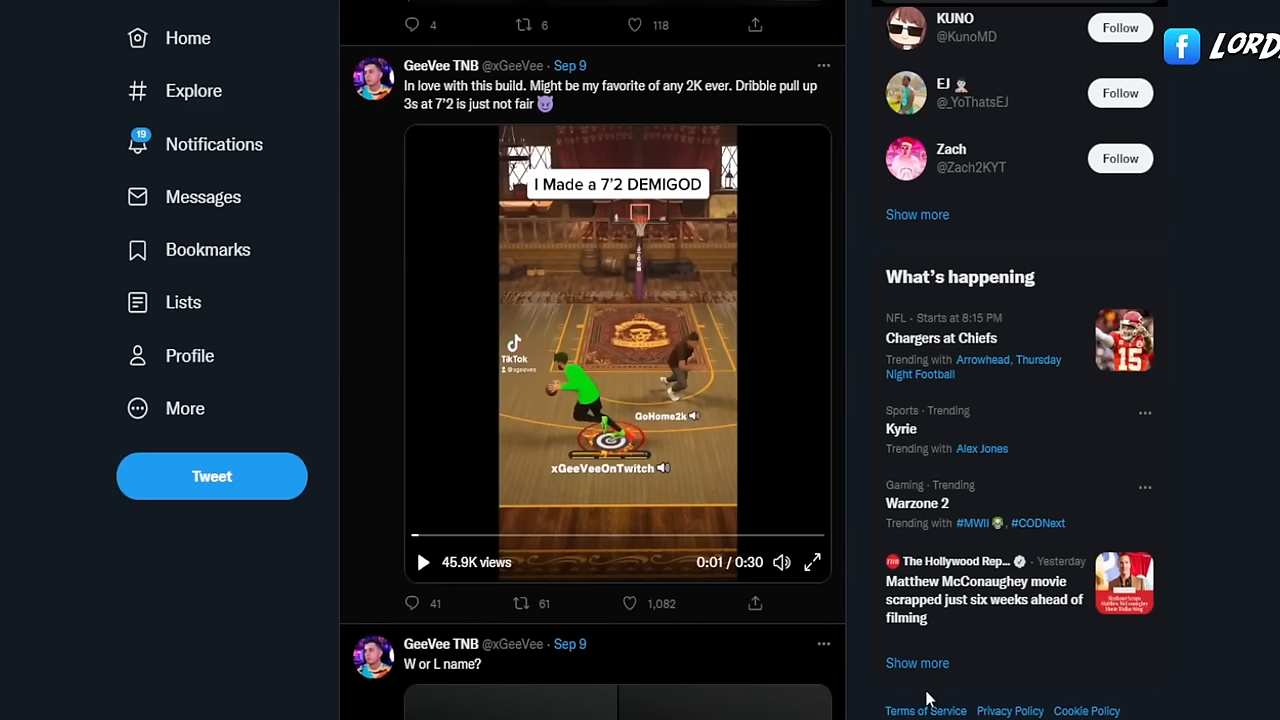 Home
Explore
19
Notifications
Messages
Bookmarks
Lists
Profile
More
Tweet
4
6
118
GeeVee TNB @xGeeVee · Sep 9
In love with this build. Might be my favorite of any 2K ever. Dribble pull up
3s at 7'2 is just not fair 😈
I Made a 7'2 DEMIGOD
TikTok
@xgeevee
GoHome2k
xGeeVeeOnTwitch
45.9K views
0:01 / 0:30
41
61
1,082
GeeVee TNB @xGeeVee · Sep 9
W or L name?
KUNO
@KunoMD
Follow
EJ
@_YoThatsEJ
Follow
Zach
@Zach2KYT
Follow
Show more
What's happening
NFL · Starts at 8:15 PM
Chargers at Chiefs
Trending with Arrowhead, Thursday
Night Football
15
Sports · Trending
Kyrie
Trending with Alex Jones
Gaming · Trending
Warzone 2
Trending with #MWII, #CODNext
The Hollywood Rep... · Yesterday
Matthew McConaughey movie
scrapped just six weeks ahead of
filming
Show more
Terms of Service Privacy Policy Cookie Policy
f LORD